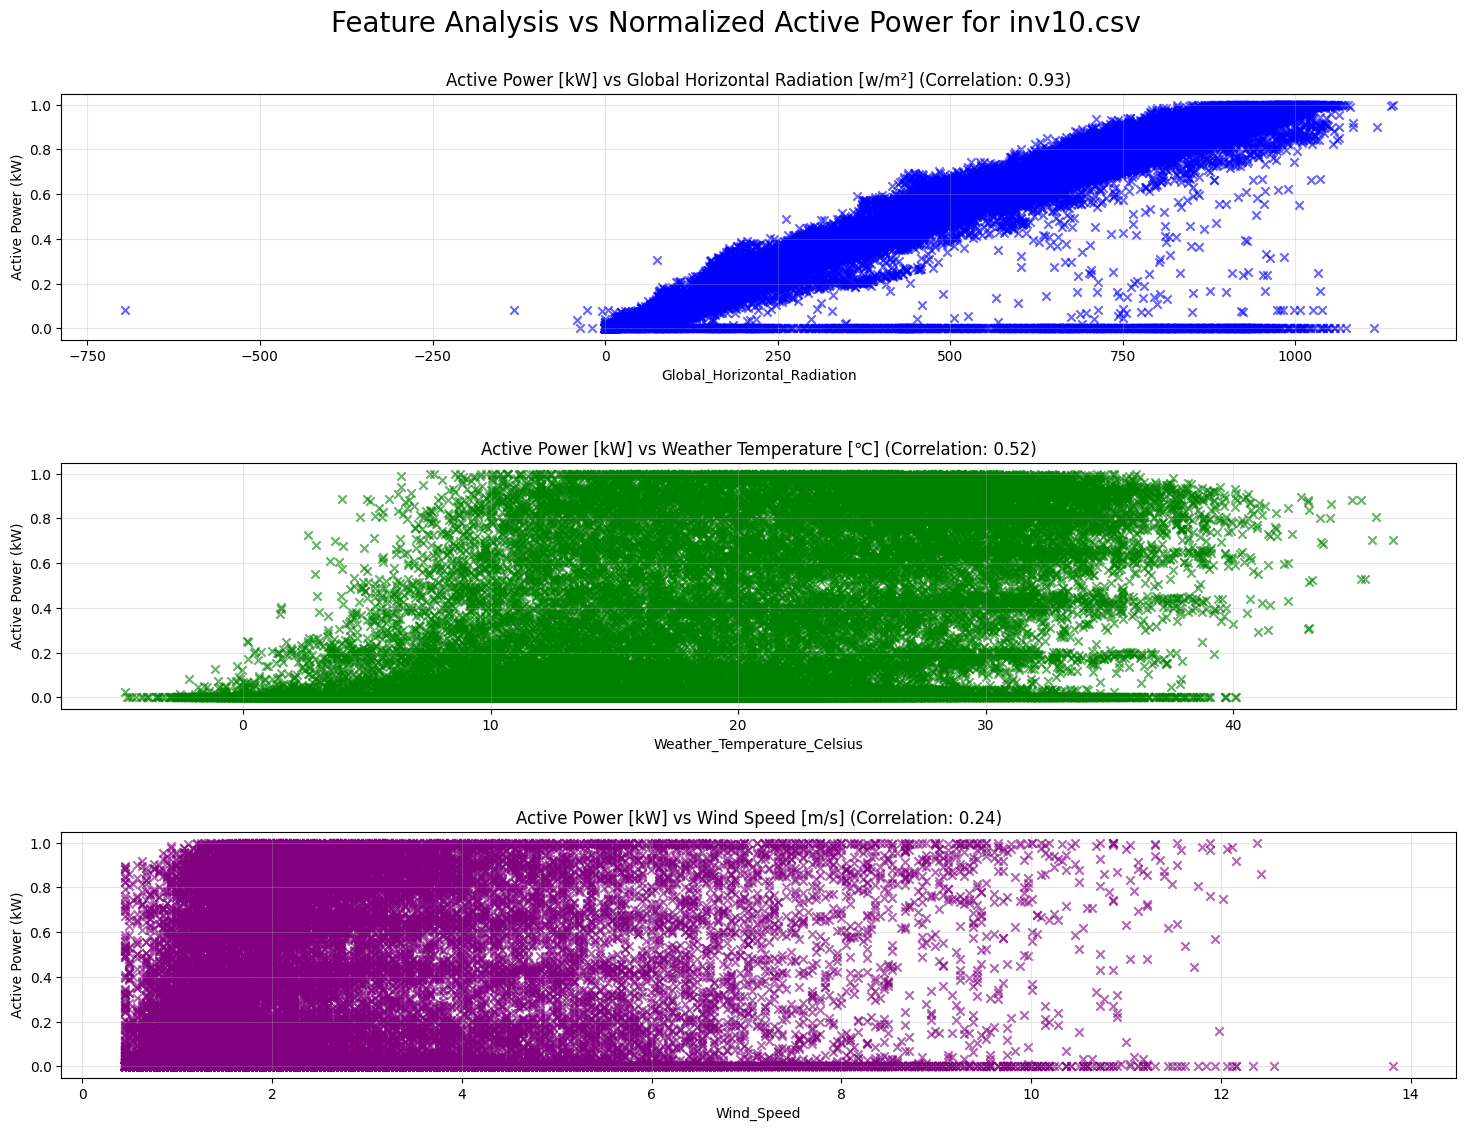 Feature Analysis vs Normalized Active Power for inv10.csv
Active Power [kW] vs Global Horizontal Radiation [w/m²] (Correlation: 0.93)
Active Power (kW)
1.0
0.8
0.6
0.4
0.2
0.0
−750 −500 −250 0 250 500 750 1000
Global_Horizontal_Radiation
Active Power [kW] vs Weather Temperature [℃] (Correlation: 0.52)
Active Power (kW)
1.0
0.8
0.6
0.4
0.2
0.0
0 10 20 30 40
Weather_Temperature_Celsius
Active Power [kW] vs Wind Speed [m/s] (Correlation: 0.24)
Active Power (kW)
1.0
0.8
0.6
0.4
0.2
0.0
0 2 4 6 8 10 12 14
Wind_Speed